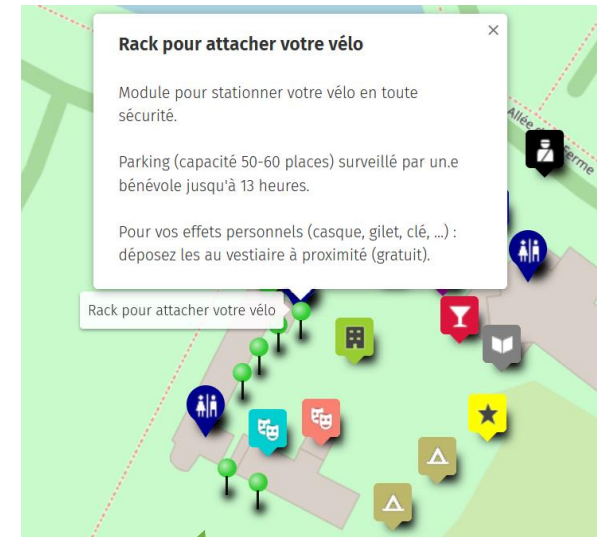 Rack pour attacher votre vélo
Module pour stationner votre vélo en toute
sécurité.
Parking (capacité 50-60 places) surveillé par un.e
bénévole jusqu'à 13 heures.
Pour vos effets personnels (casque, gilet, clé, ...) :
déposez les au vestiaire à proximité (gratuit).
Rack pour attacher votre vélo
Allée
Ferme